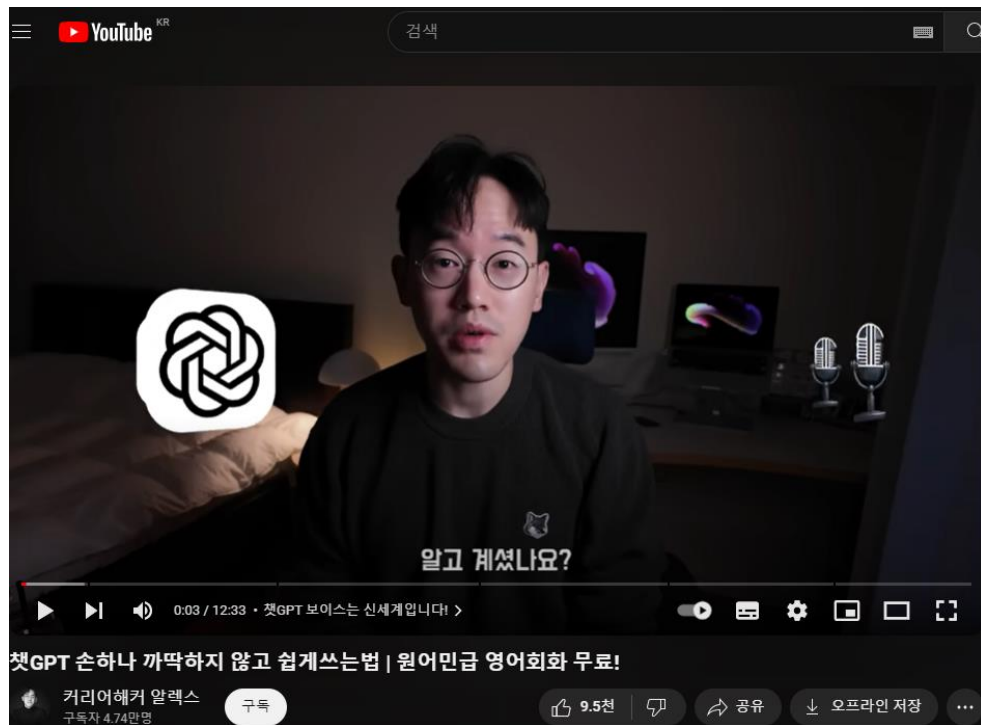 YouTube KR
검색
알고 계셨나요?
0:03 / 12:33 • 챗GPT 보이스는 신세계입니다! >
챗GPT 손하나 까딱하지 않고 쉽게쓰는법 | 원어민급 영어회화 무료!
커리어해커 알렉스
구독자 4.74만명
구독
9.5천
공유
오프라인 저장